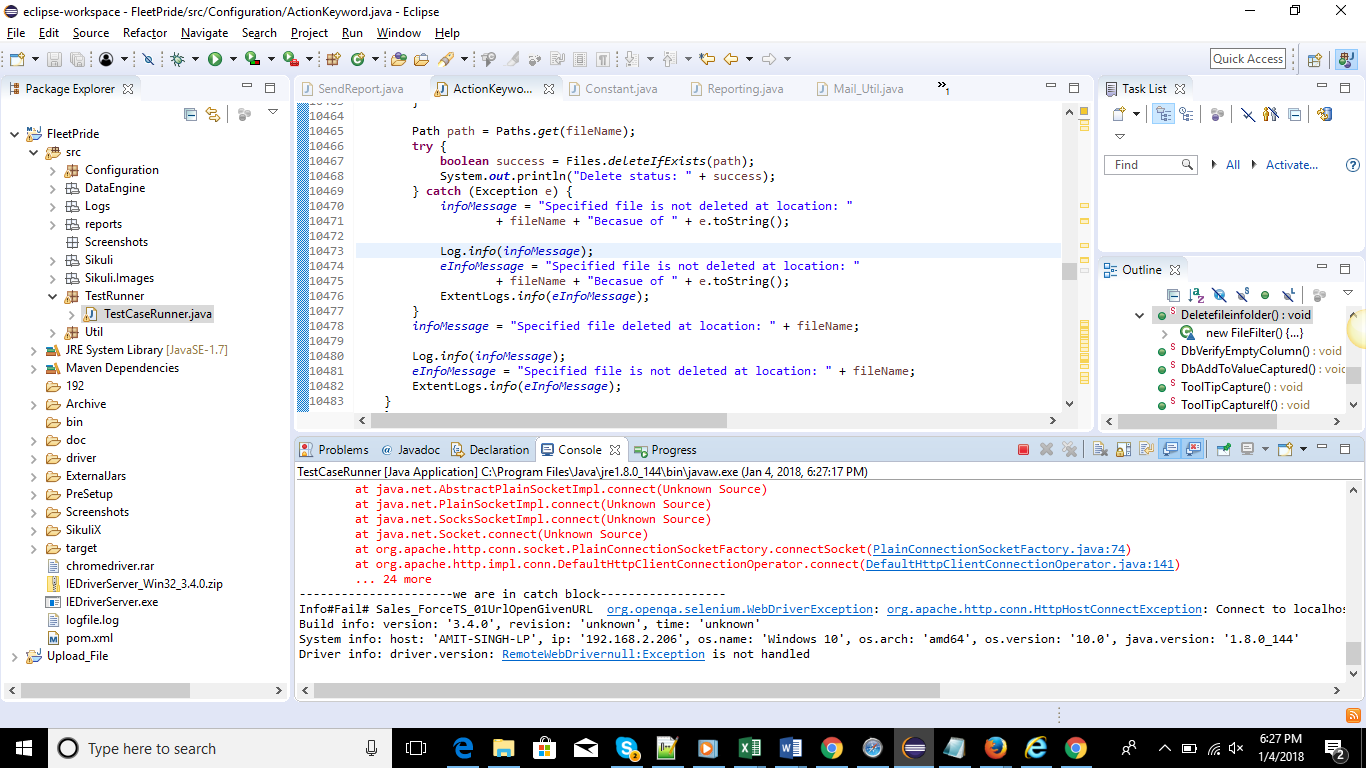 eclipse-workspace - FleetPride/src/Configuration/ActionKeyword.java - Eclipse
File Edit Source Refactor Navigate Search Project Run Window Help
Quick Access
Package Explorer
FleetPride
src
Configuration
DataEngine
Logs
reports
Screenshots
Sikuli
Sikuli.Images
TestRunner
TestCaseRunner.java
Util
JRE System Library [JavaSE-1.7]
Maven Dependencies
192
Archive
bin
doc
driver
ExternalJars
PreSetup
Screenshots
SikuliX
target
chromedriver.rar
IEDriverServer_Win32_3.4.0.zip
IEDriverServer.exe
logfile.log
pom.xml
Upload_File
SendReport.java ActionKeywo... Constant.java Reporting.java Mail_Util.java »1
10463 }
10464
10465 Path path = Paths.get(fileName);
10466 try {
10467 boolean success = Files.deleteIfExists(path);
10468 System.out.println("Delete status: " + success);
10469 } catch (Exception e) {
10470 infoMessage = "Specified file is not deleted at location: "
10471 + fileName + "Becasue of " + e.toString();
10472
10473 Log.info(infoMessage);
10474 eInfoMessage = "Specified file is not deleted at location: "
10475 + fileName + "Becasue of " + e.toString();
10476 ExtentLogs.info(eInfoMessage);
10477 }
10478 infoMessage = "Specified file deleted at location: " + fileName;
10479
10480 Log.info(infoMessage);
10481 eInfoMessage = "Specified file is not deleted at location: " + fileName;
10482 ExtentLogs.info(eInfoMessage);
10483 }
Task List
Find All Activate...
Outline
Deletefileinfolder() : void
new FileFilter() {...}
DbVerifyEmptyColumn() : void
DbAddToValueCaptured() : voic
ToolTipCapture() : void
ToolTipCaptureIf() : void
Problems @ Javadoc Declaration Console Progress
TestCaseRunner [Java Application] C:\Program Files\Java\jre1.8.0_144\bin\javaw.exe (Jan 4, 2018, 6:27:17 PM)
at java.net.AbstractPlainSocketImpl.connect(Unknown Source)
at java.net.PlainSocketImpl.connect(Unknown Source)
at java.net.SocksSocketImpl.connect(Unknown Source)
at java.net.Socket.connect(Unknown Source)
at org.apache.http.conn.socket.PlainConnectionSocketFactory.connectSocket(PlainConnectionSocketFactory.java:74)
at org.apache.http.impl.conn.DefaultHttpClientConnectionOperator.connect(DefaultHttpClientConnectionOperator.java:141)
... 24 more
----------------------we are in catch block------------------
Info#Fail# Sales_ForceTS_01UrlOpenGivenURL org.openqa.selenium.WebDriverException: org.apache.http.conn.HttpHostConnectException: Connect to localhos
Build info: version: '3.4.0', revision: 'unknown', time: 'unknown'
System info: host: 'AMIT-SINGH-LP', ip: '192.168.2.206', os.name: 'Windows 10', os.arch: 'amd64', os.version: '10.0', java.version: '1.8.0_144'
Driver info: driver.version: RemoteWebDrivernull:Exception is not handled
Type here to search
6:27 PM
1/4/2018